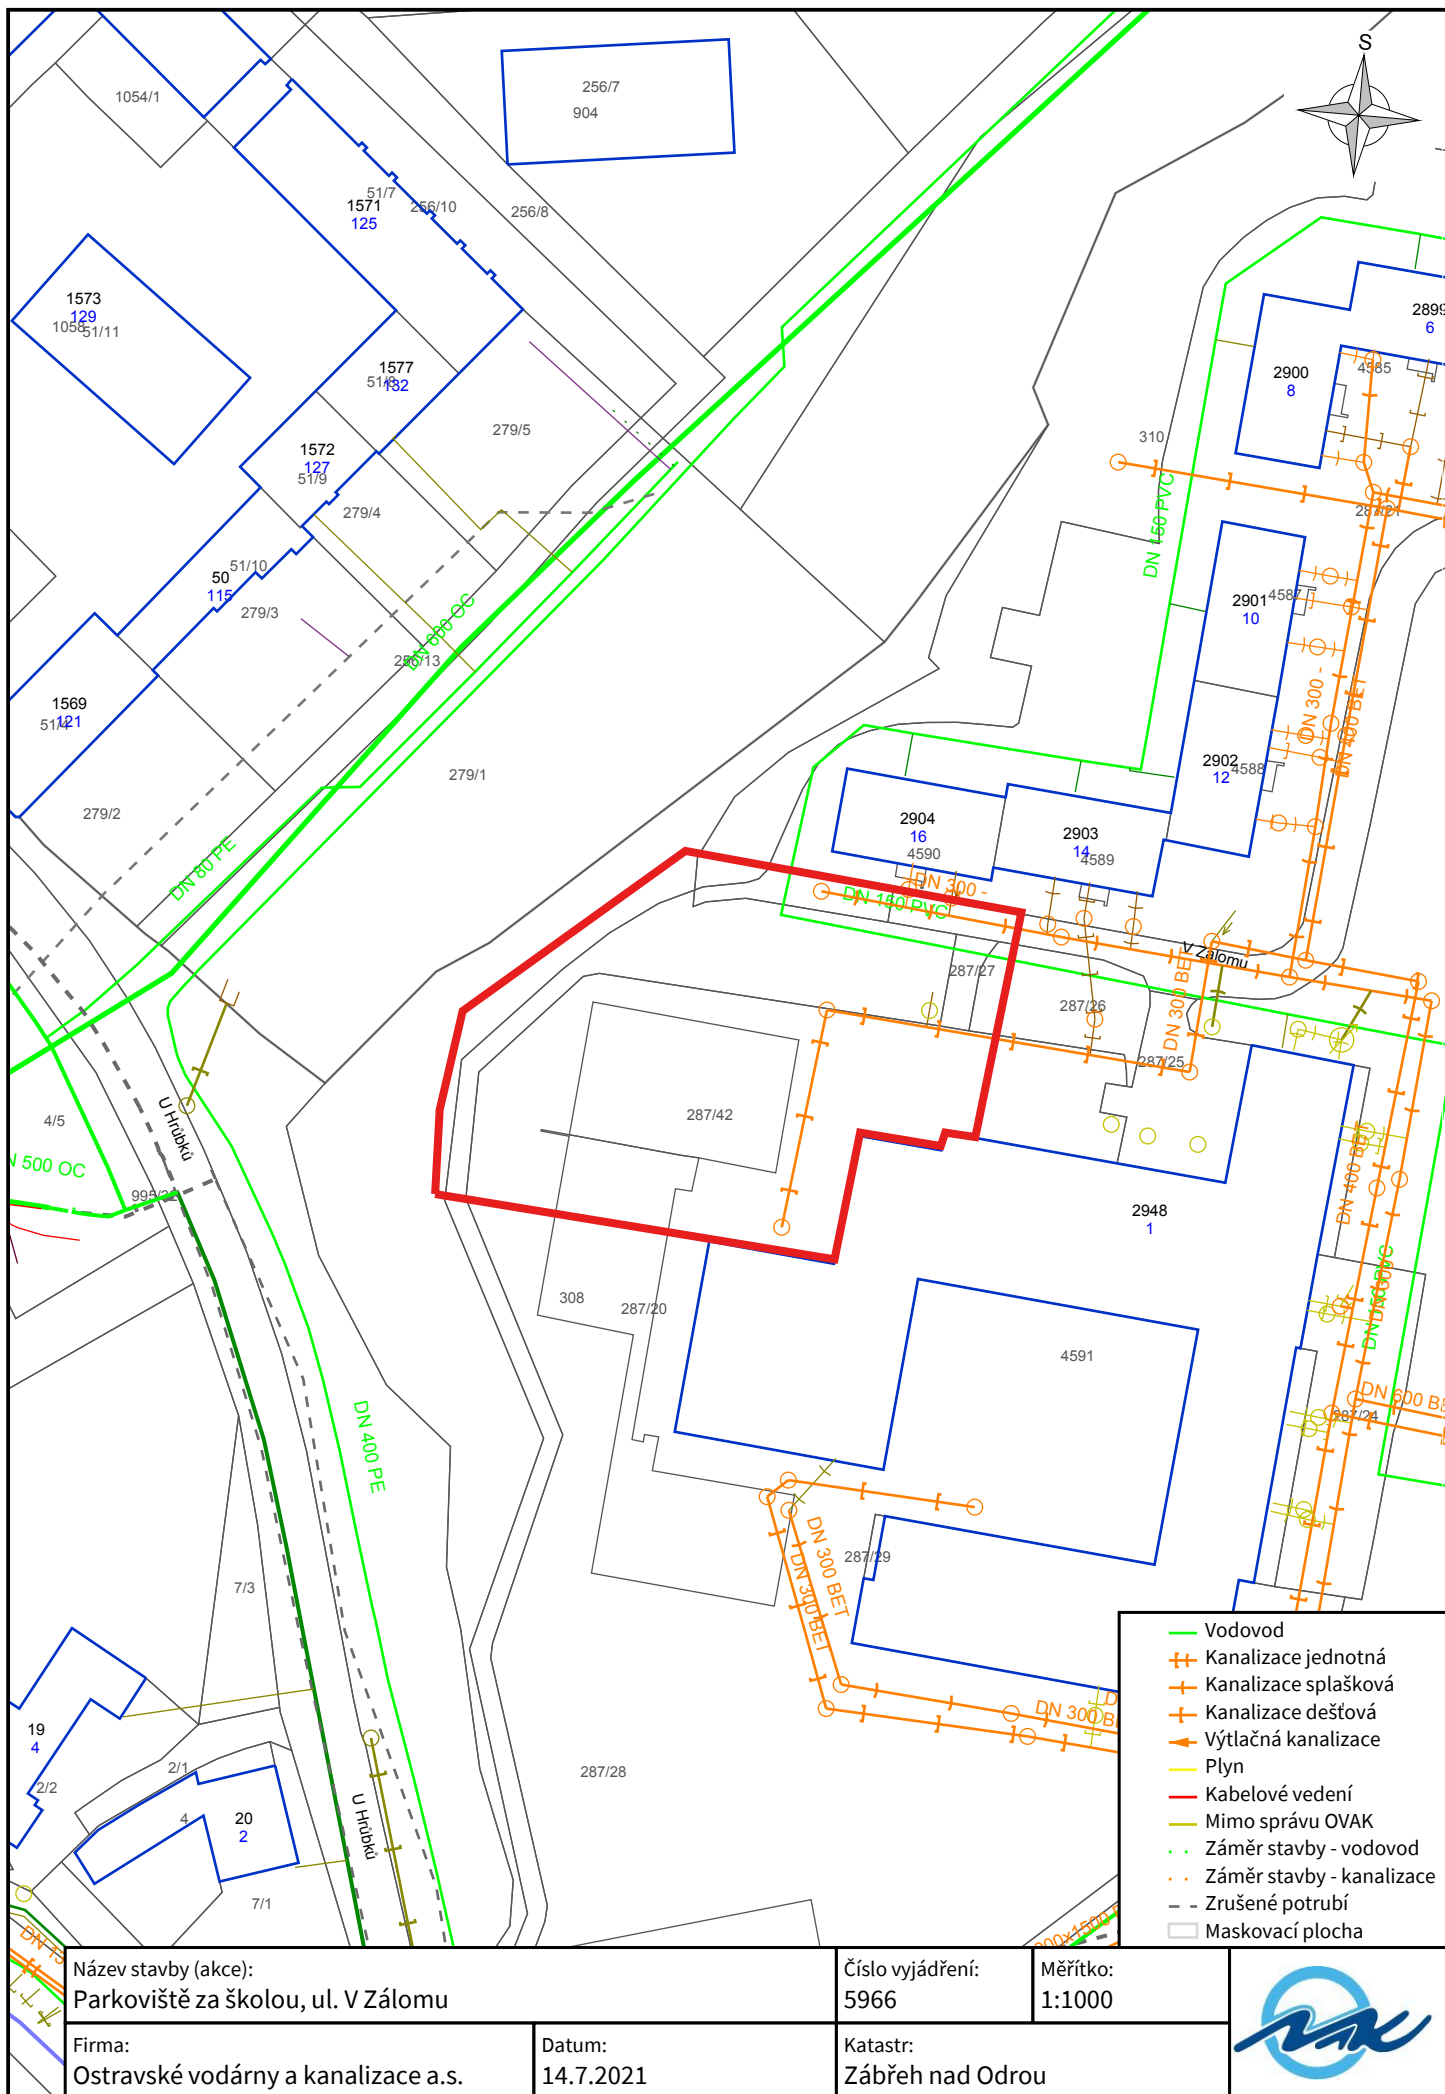 S
1054/1
256/7
904
51/7
1571
125
256/10
256/8
1573
129
1058
51/11
2899
6
1577
51/8
132
2900
8
4585
279/5
310
1572
127
51/9
279/4
287/21
DN 150 PVC
51/10
50
115
279/3
DN 600 OC
2901
4587
10
256/13
1569
51/4
121
DN 300 -
DN 400 BET
279/1
2902
4588
12
279/2
2904
16
4590
2903
14
4589
DN 80 PE
DN 300 -
DN 150 PVC
V Zálomu
287/27
287/26
DN 300 BET
287/25
U Hrůbků
4/5
287/42
N 500 OC
995/32
DN 400 BET
2948
1
308
287/20
DN 150 PVC
4591
DN 400 PE
DN 600 BE
287/24
DN 300 BET
DN 300 BET
287/29
7/3
19
4
2/2
2/1
4
20
2
7/1
U Hrůbků
287/28
DN 300 BE
Vodovod
Kanalizace jednotná
Kanalizace splašková
Kanalizace dešťová
Výtlačná kanalizace
Plyn
Kabelové vedení
Mimo správu OVAK
Záměr stavby - vodovod
Záměr stavby - kanalizace
Zrušené potrubí
Maskovací plocha
Název stavby (akce):
Parkoviště za školou, ul. V Zálomu
Číslo vyjádření:
5966
Měřítko:
1:1000
Firma:
Ostravské vodárny a kanalizace a.s.
Datum:
14.7.2021
Katastr:
Zábřeh nad Odrou